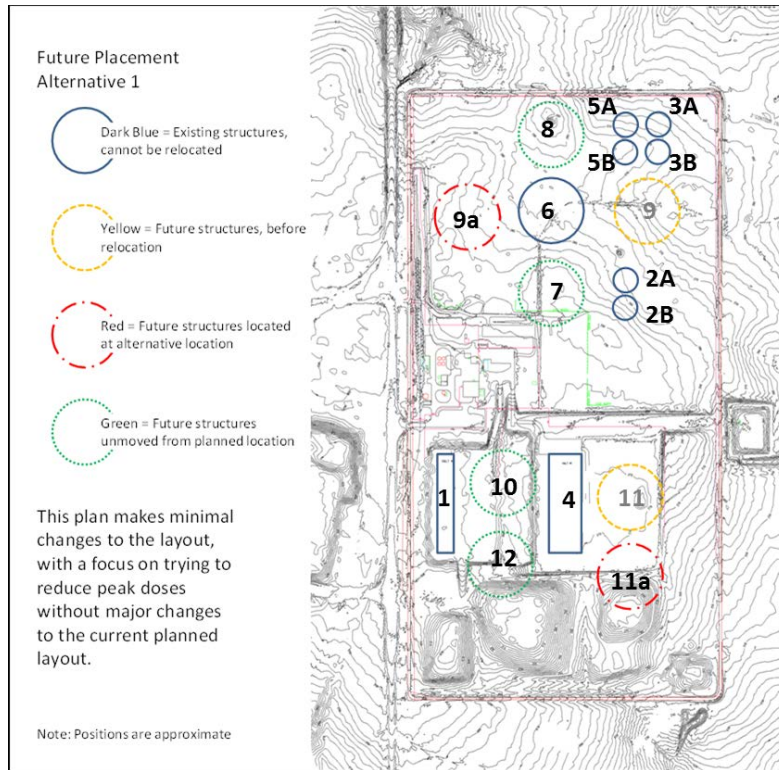 Future Placement
Alternative 1
Dark Blue = Existing structures,
cannot be relocated
Yellow = Future structures, before
relocation
Red = Future structures located
at alternative location
Green = Future structures
unmoved from planned location
This plan makes minimal
changes to the layout,
with a focus on trying to
reduce peak doses
without major changes
to the current planned
layout.
Note: Positions are approximate
5A
3A
8
5B
3B
9a
6
9
2A
7
2B
1
10
4
11
12
11a